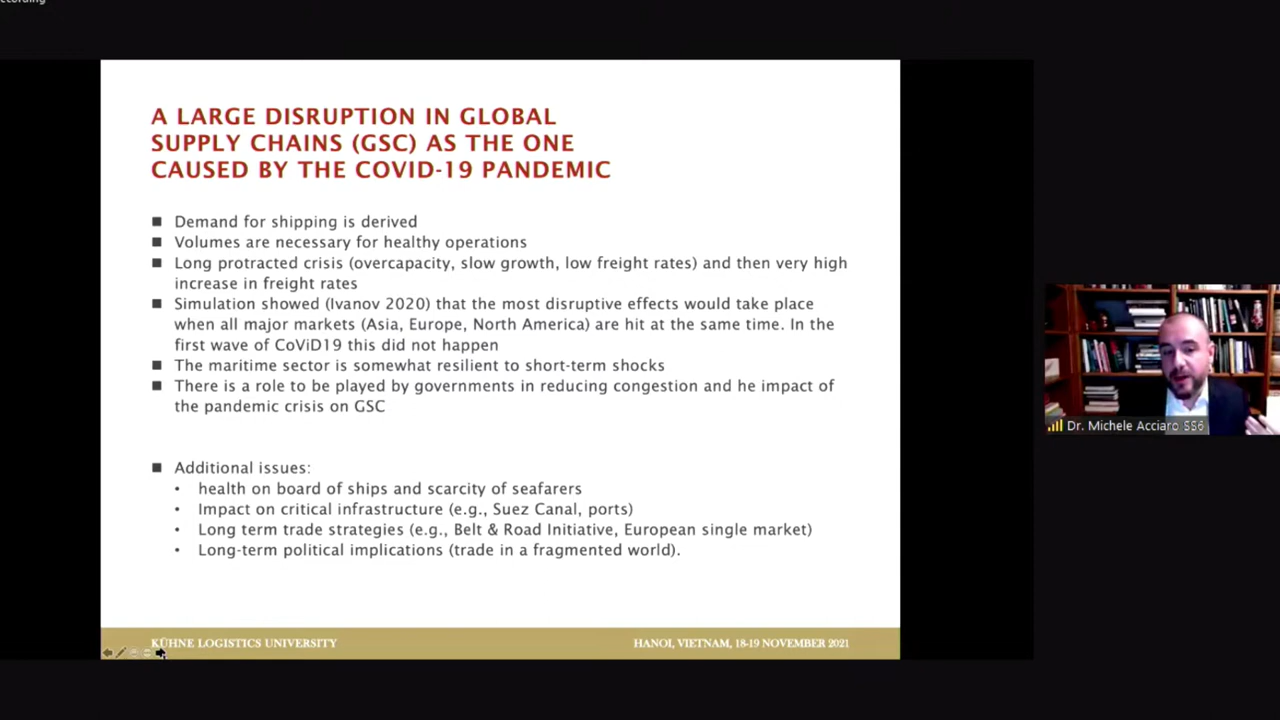 A LARGE DISRUPTION IN GLOBAL
SUPPLY CHAINS (GSC) AS THE ONE
CAUSED BY THE COVID-19 PANDEMIC
■ Demand for shipping is derived
■ Volumes are necessary for healthy operations
■ Long protracted crisis (overcapacity, slow growth, low freight rates) and then very high
increase in freight rates
■ Simulation showed (Ivanov 2020) that the most disruptive effects would take place
when all major markets (Asia, Europe, North America) are hit at the same time. In the
first wave of CoViD19 this did not happen
■ The maritime sector is somewhat resilient to short-term shocks
■ There is a role to be played by governments in reducing congestion and he impact of
the pandemic crisis on GSC
■ Additional issues:
• health on board of ships and scarcity of seafarers
• Impact on critical infrastructure (e.g., Suez Canal, ports)
• Long term trade strategies (e.g., Belt & Road Initiative, European single market)
• Long-term political implications (trade in a fragmented world).
KÜHNE LOGISTICS UNIVERSITY
HANOI, VIETNAM, 18-19 NOVEMBER 2021
Dr. Michele Acciaro SS6